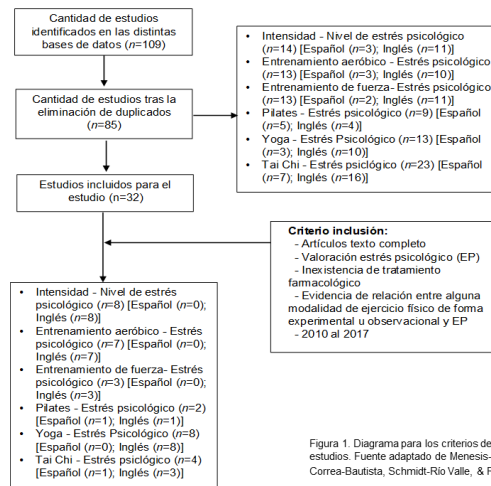 Cantidad de estudios
identificados en las distintas
bases de datos (n=109)
Cantidad de estudios tras la
eliminación de duplicados
(n=85)
Estudios incluidos para el
estudio (n=32)
• Intensidad - Nivel de estrés psicológico
(n=14) [Español (n=3); Inglés (n=11)]
• Entrenamiento aeróbico - Estrés psicológico
(n=13) [Español (n=3); Inglés (n=10)]
• Entrenamiento de fuerza- Estrés psicológico
(n=13) [Español (n=2); Inglés (n=11)]
• Pilates - Estrés psicológico (n=9) [Español
(n=5); Inglés (n=4)]
• Yoga - Estrés Psicológico (n=13) [Español
(n=3); Inglés (n=10)]
• Tai Chi - Estrés psiclógico (n=23) [Español
(n=7); Inglés (n=16)]
Criterio inclusión:
- Artículos texto completo
- Valoración estrés psicológico (EP)
- Inexistencia de tratamiento
farmacológico
- Evidencia de relación entre alguna
modalidad de ejercicio físico de forma
experimental u observacional y EP
- 2010 al 2017
• Intensidad - Nivel de estrés
psicológico (n=8) [Español (n=0);
Inglés (n=8)]
• Entrenamiento aeróbico - Estrés
psicológico (n=7) [Español (n=0);
Inglés (n=7)]
• Entrenamiento de fuerza- Estrés
psicológico (n=3) [Español (n=0);
Inglés (n=3)]
• Pilates - Estrés psicológico (n=2)
[Español (n=1); Inglés (n=1)]
• Yoga - Estrés Psicológico (n=8)
[Español (n=0); Inglés (n=8)]
• Tai Chi - Estrés psiclógico (n=4)
[Español (n=1); Inglés (n=3)]
Figura 1. Diagrama para los criterios de
estudios. Fuente adaptado de Menesis-
Correa-Bautista, Schmidt-Río Valle, &